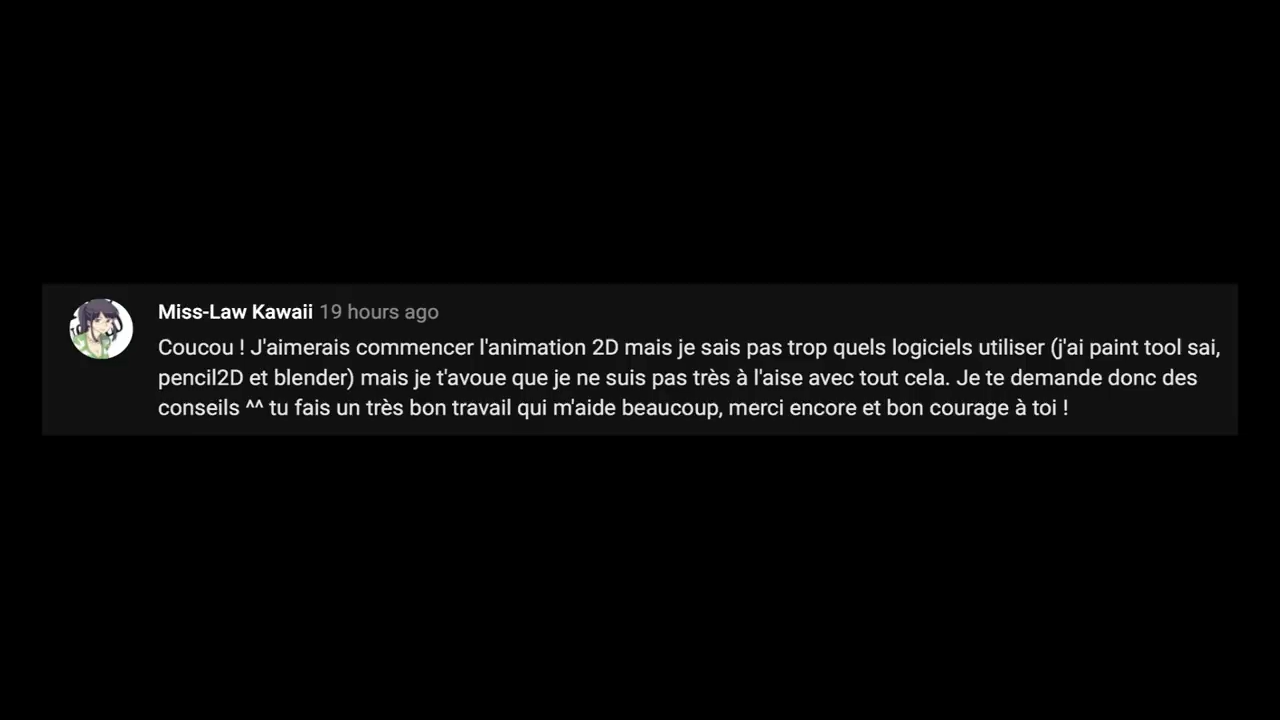 Miss-Law Kawaii 19 hours ago
Coucou ! J'aimerais commencer l'animation 2D mais je sais pas trop quels logiciels utiliser (j'ai paint tool sai,
pencil2D et blender) mais je t'avoue que je ne suis pas très à l'aise avec tout cela. Je te demande donc des
conseils ^^ tu fais un très bon travail qui m'aide beaucoup, merci encore et bon courage à toi !